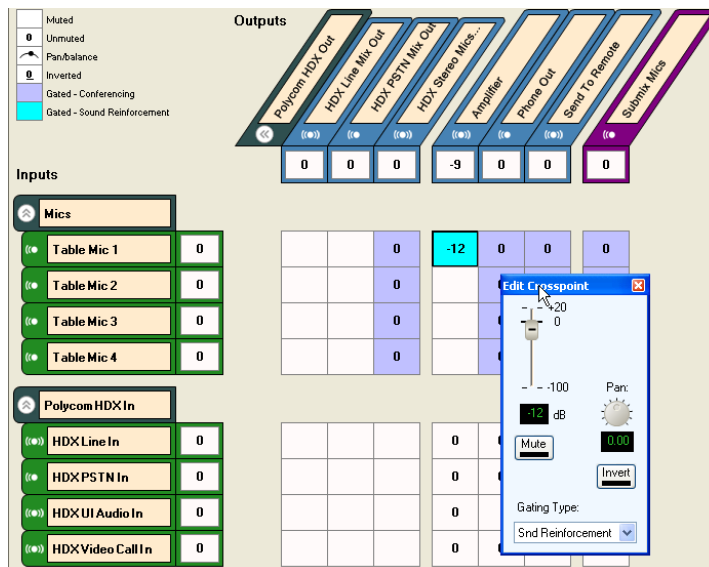 Muted
0 Unmuted
Pan/balance
0 Inverted
Gated - Conferencing
Gated - Sound Reinforcement
Outputs
Polycom HDX Out
HDX Line Mix Out
HDX PSTN Mix Out
HDX Stereo Mics...
Amplifier
Phone Out
Send To Remote
Submix Mics
0 0 0 -9 0 0 0
Inputs
Mics
Table Mic 1 0 0 -12 0 0 0
Table Mic 2 0 0
Table Mic 3 0 0
Table Mic 4 0 0
Edit Crosspoint
+20
0
-100
Pan:
-12 dB
0.00
Mute
Invert
Gating Type:
Snd Reinforcement
Polycom HDX In
HDX Line In 0 0
HDX PSTN In 0 0
HDX UI Audio In 0 0
HDX Video Call In 0 0